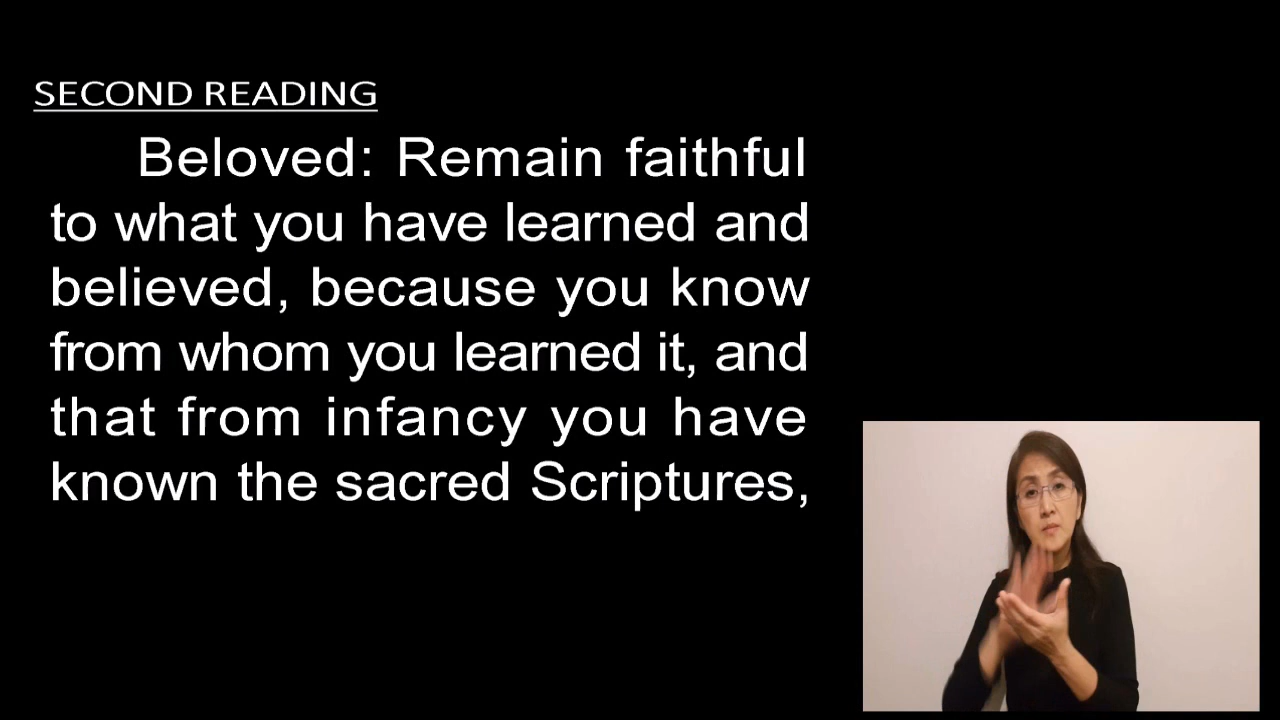 SECOND READING
Beloved: Remain faithful
to what you have learned and
believed, because you know
from whom you learned it, and
that from infancy you have
known the sacred Scriptures,